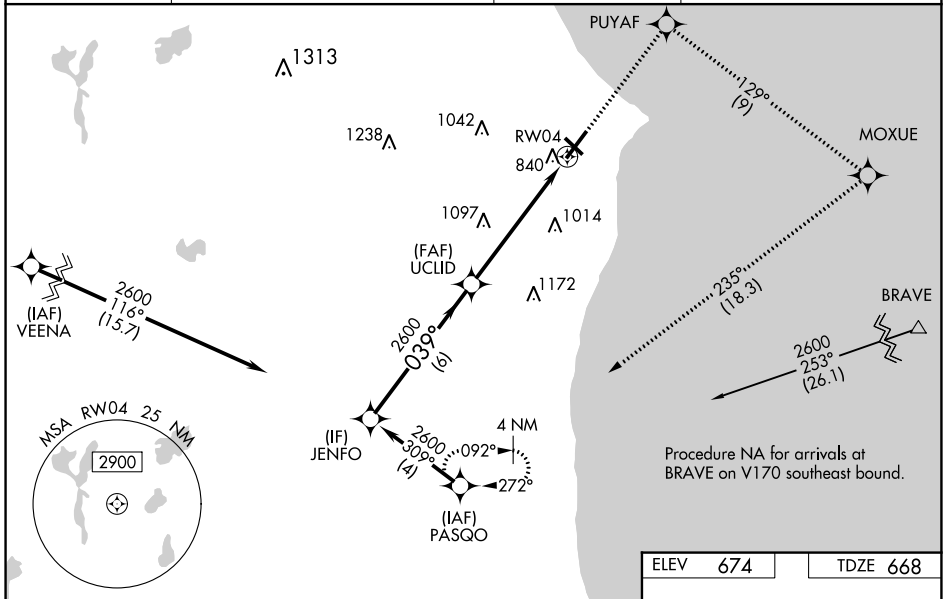 PUYAF
1313
129°
(9)
1238
1042
RW04
840
MOXUE
1097
1014
(FAF)
UCLID
1172
235°
(18.3)
BRAVE
2600
116°
(15.7)
(IAF)
VEENA
2600
039°
(6)
2600
253°
(26.1)
MSA RW04 25 NM
2900
(IF)
JENFO
2600
309°
(4)
4 NM
092°
272°
(IAF)
PASQO
Procedure NA for arrivals at
BRAVE on V170 southeast bound.
ELEV 674
TDZE 668